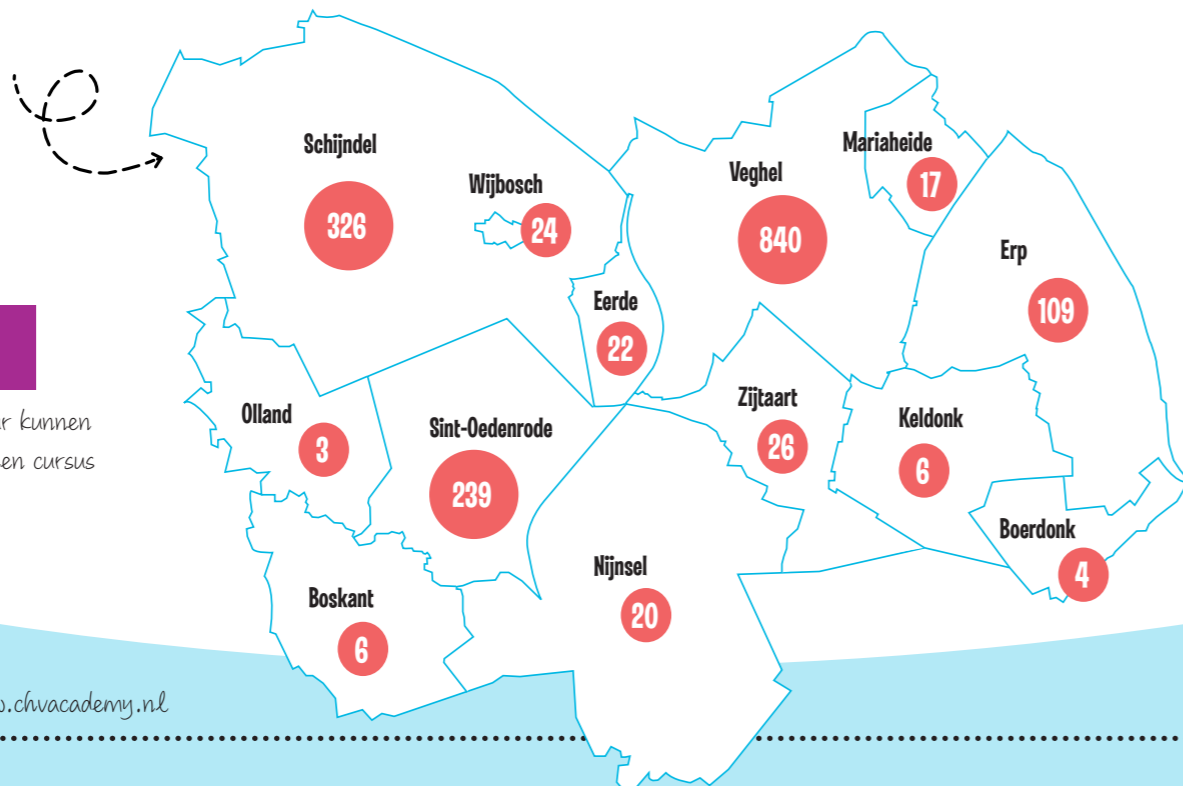 Schijndel
326
Wijbosch
24
Veghel
840
Mariaheide
17
Erp
109
Eerde
22
Olland
3
Sint-Oedenrode
239
Zijtaart
26
Keldonk
6
Boerdonk
4
Nijnsel
20
Boskant
6
kunnen
cursus
.chvacademy.nl